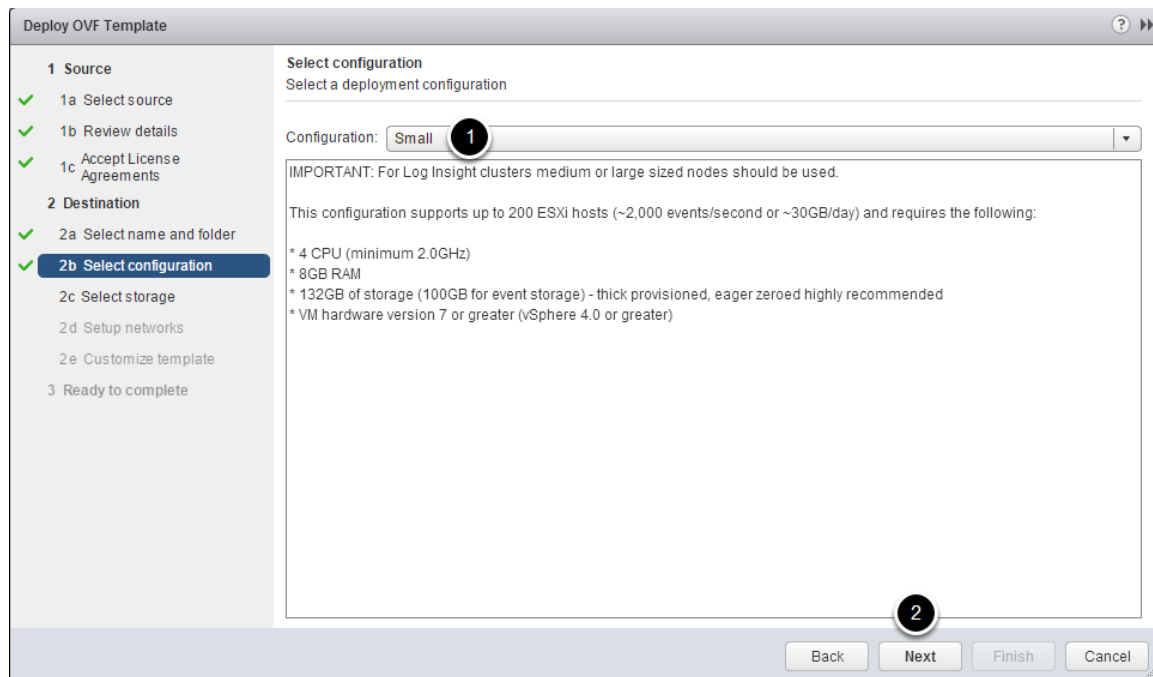 Deploy OVF Template
?
1 Source
1a Select source
1b Review details
1c Accept License
Agreements
2 Destination
2a Select name and folder
2b Select configuration
2c Select storage
2d Setup networks
2e Customize template
3 Ready to complete
Select configuration
Select a deployment configuration
Configuration: Small 1
IMPORTANT: For Log Insight clusters medium or large sized nodes should be used.
This configuration supports up to 200 ESXi hosts (~2,000 events/second or ~30GB/day) and requires the following:
* 4 CPU (minimum 2.0GHz)
* 8GB RAM
* 132GB of storage (100GB for event storage) - thick provisioned, eager zeroed highly recommended
* VM hardware version 7 or greater (vSphere 4.0 or greater)
2
Back Next Finish Cancel